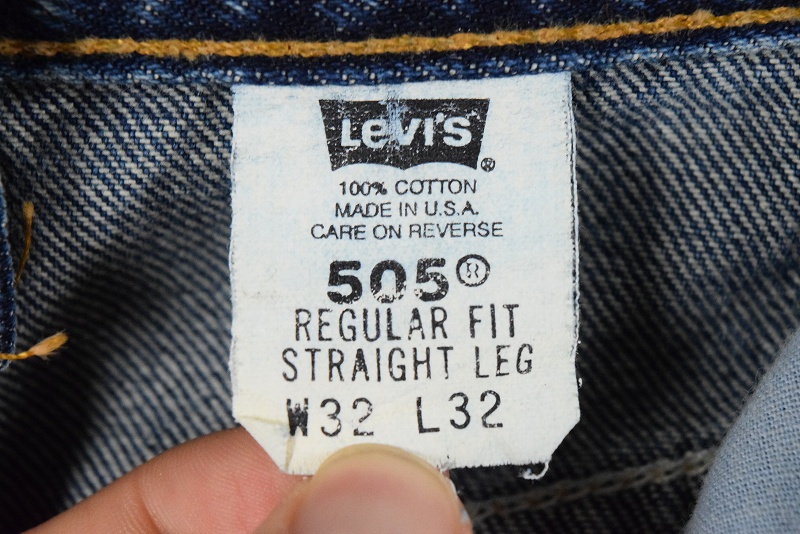 Levi's®
100% COTTON
MADE IN U.S.A.
CARE ON REVERSE
505®
REGULAR FIT
STRAIGHT LEG
W32 L32